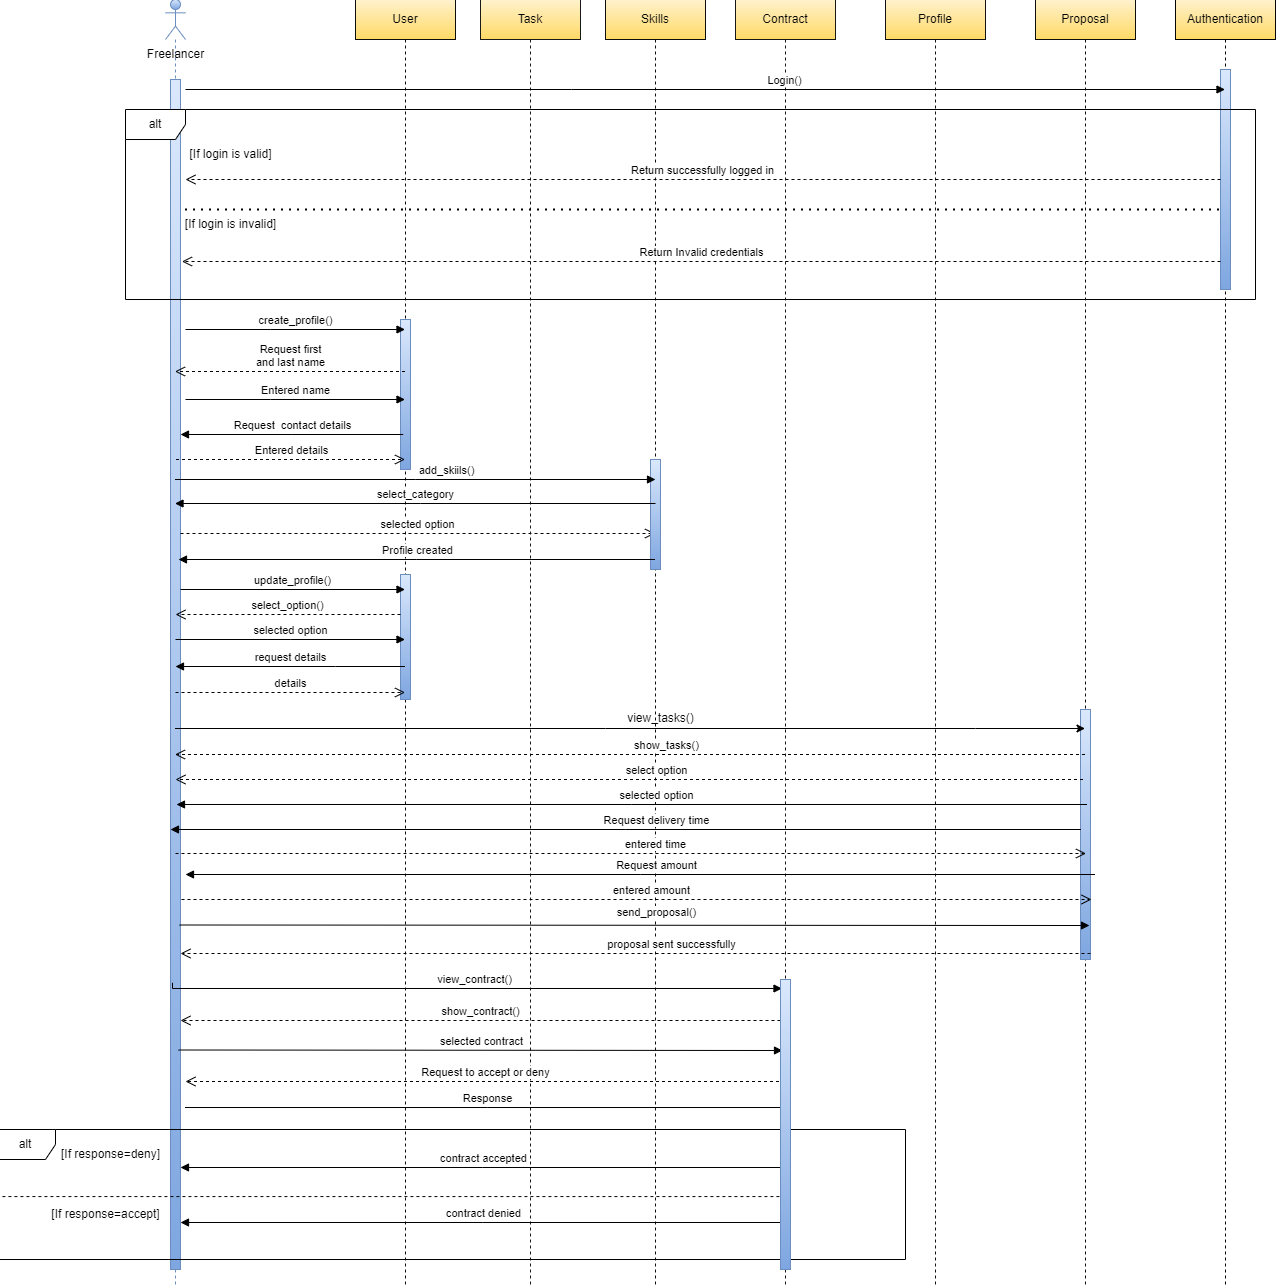 User
Task
Skills
Contract
Profile
Proposal
Authentication
Freelancer
Login()
alt
[If login is valid]
Return successfully logged in
[If login is invalid]
Return Invalid credentials
create_profile()
Request first
and last name
Entered name
Request contact details
Entered details
add_skiils()
select_category
selected option
Profile created
update_profile()
select_option()
selected option
request details
details
view_tasks()
show_tasks()
select option
selected option
Request delivery time
entered time
Request amount
entered amount
send_proposal()
proposal sent successfully
view_contract()
show_contract()
selected contract
Request to accept or deny
Response
alt
[If response=deny]
contract accepted
[If response=accept]
contract denied